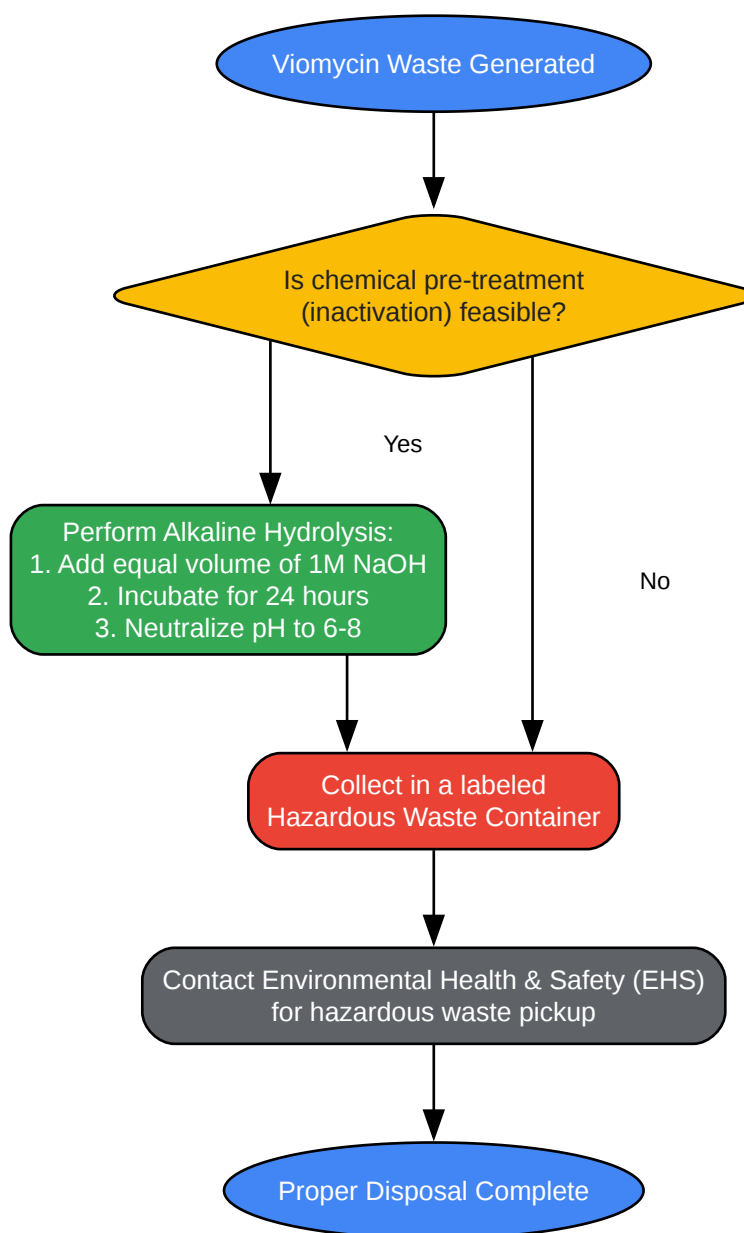 Viomycin Waste Generated
Is chemical pre-treatment
(inactivation) feasible?
Yes
Perform Alkaline Hydrolysis:
1. Add equal volume of 1M NaOH
2. Incubate for 24 hours
3. Neutralize pH to 6-8
No
Collect in a labeled
Hazardous Waste Container
Contact Environmental Health & Safety (EHS)
for hazardous waste pickup
Proper Disposal Complete